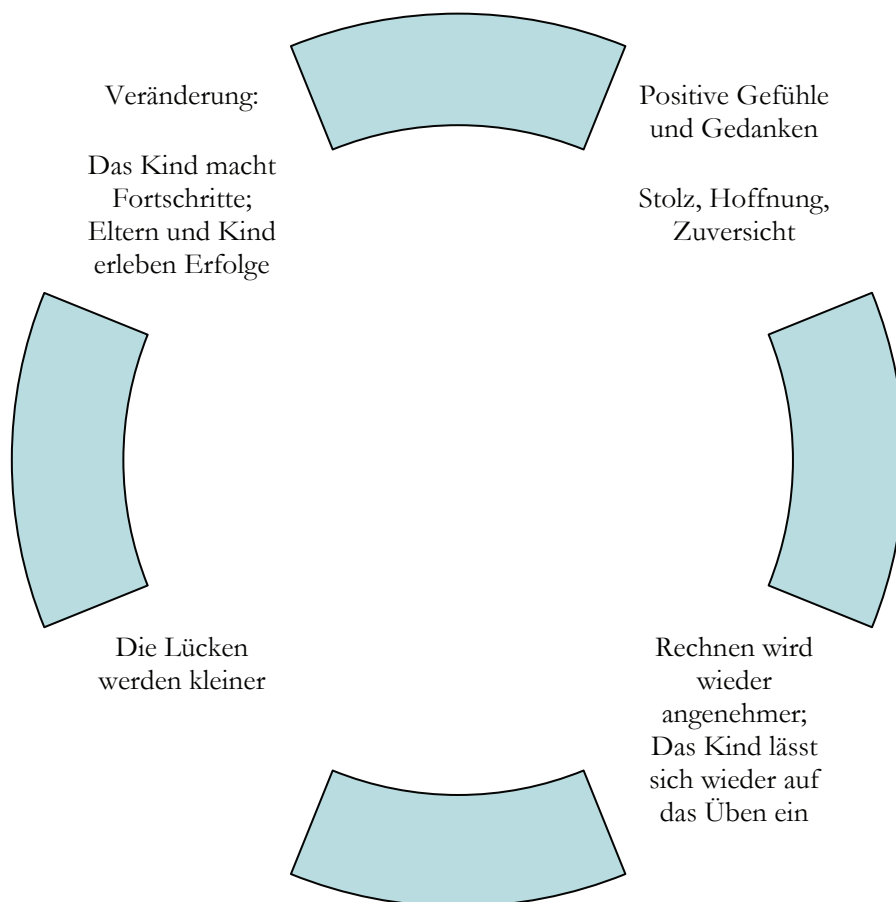 Veränderung:
Das Kind macht
Fortschritte;
Eltern und Kind
erleben Erfolge
Positive Gefühle
und Gedanken
Stolz, Hoffnung,
Zuversicht
Die Lücken
werden kleiner
Rechnen wird
wieder
angenehmer;
Das Kind lässt
sich wieder auf
das Üben ein